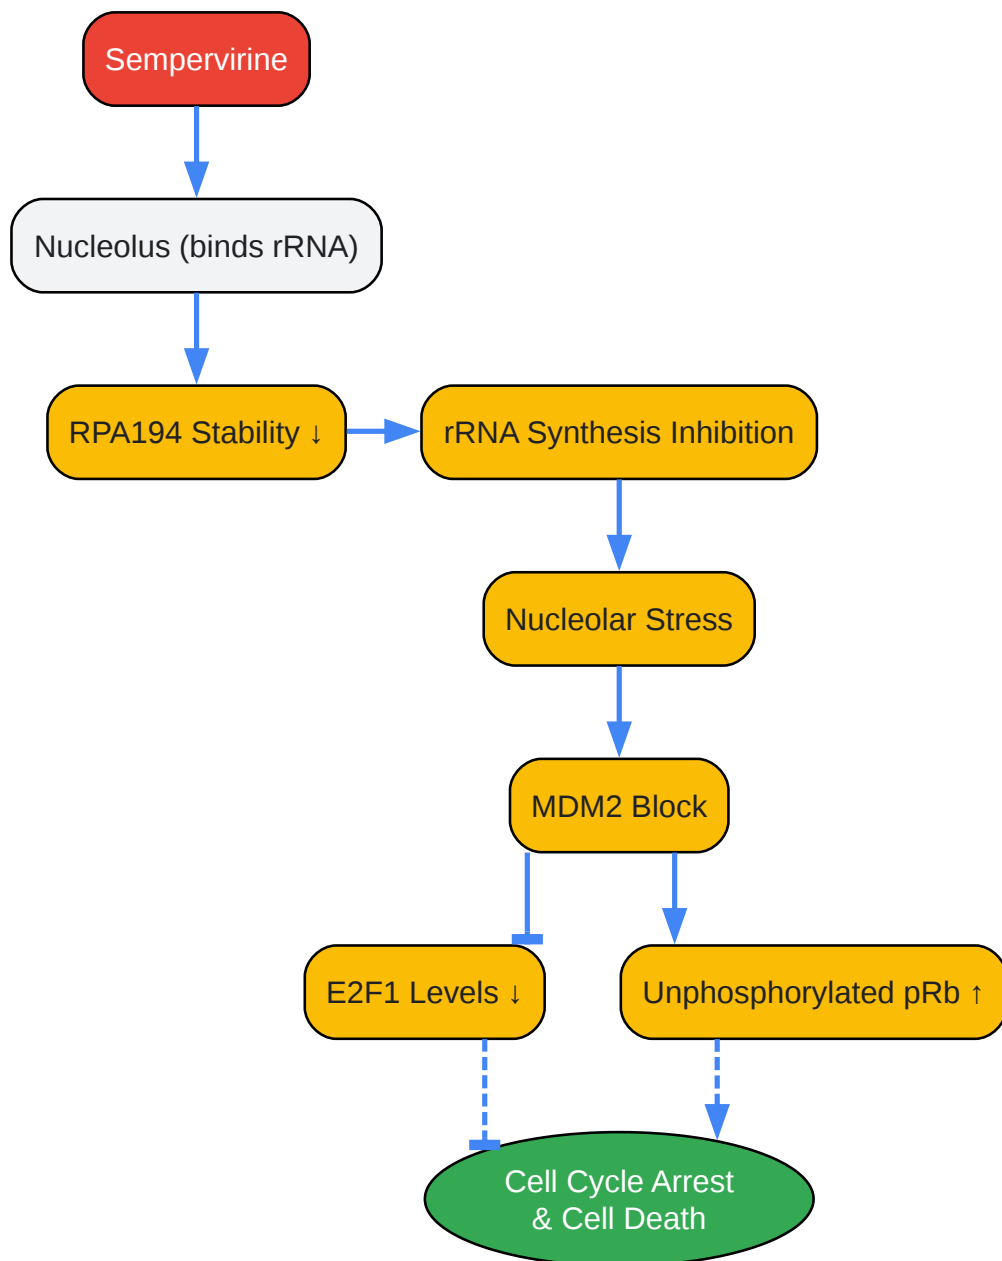 Sempervirine
Nucleolus (binds rRNA)
RPA194 Stability ↓
rRNA Synthesis Inhibition
Nucleolar Stress
MDM2 Block
E2F1 Levels ↓
Unphosphorylated pRb ↑
Cell Cycle Arrest
& Cell Death